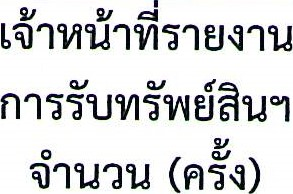 เจ้าหน้าที่รายงาน
การรับทรัพย์สินฯ
จำนวน (ครั้ง)